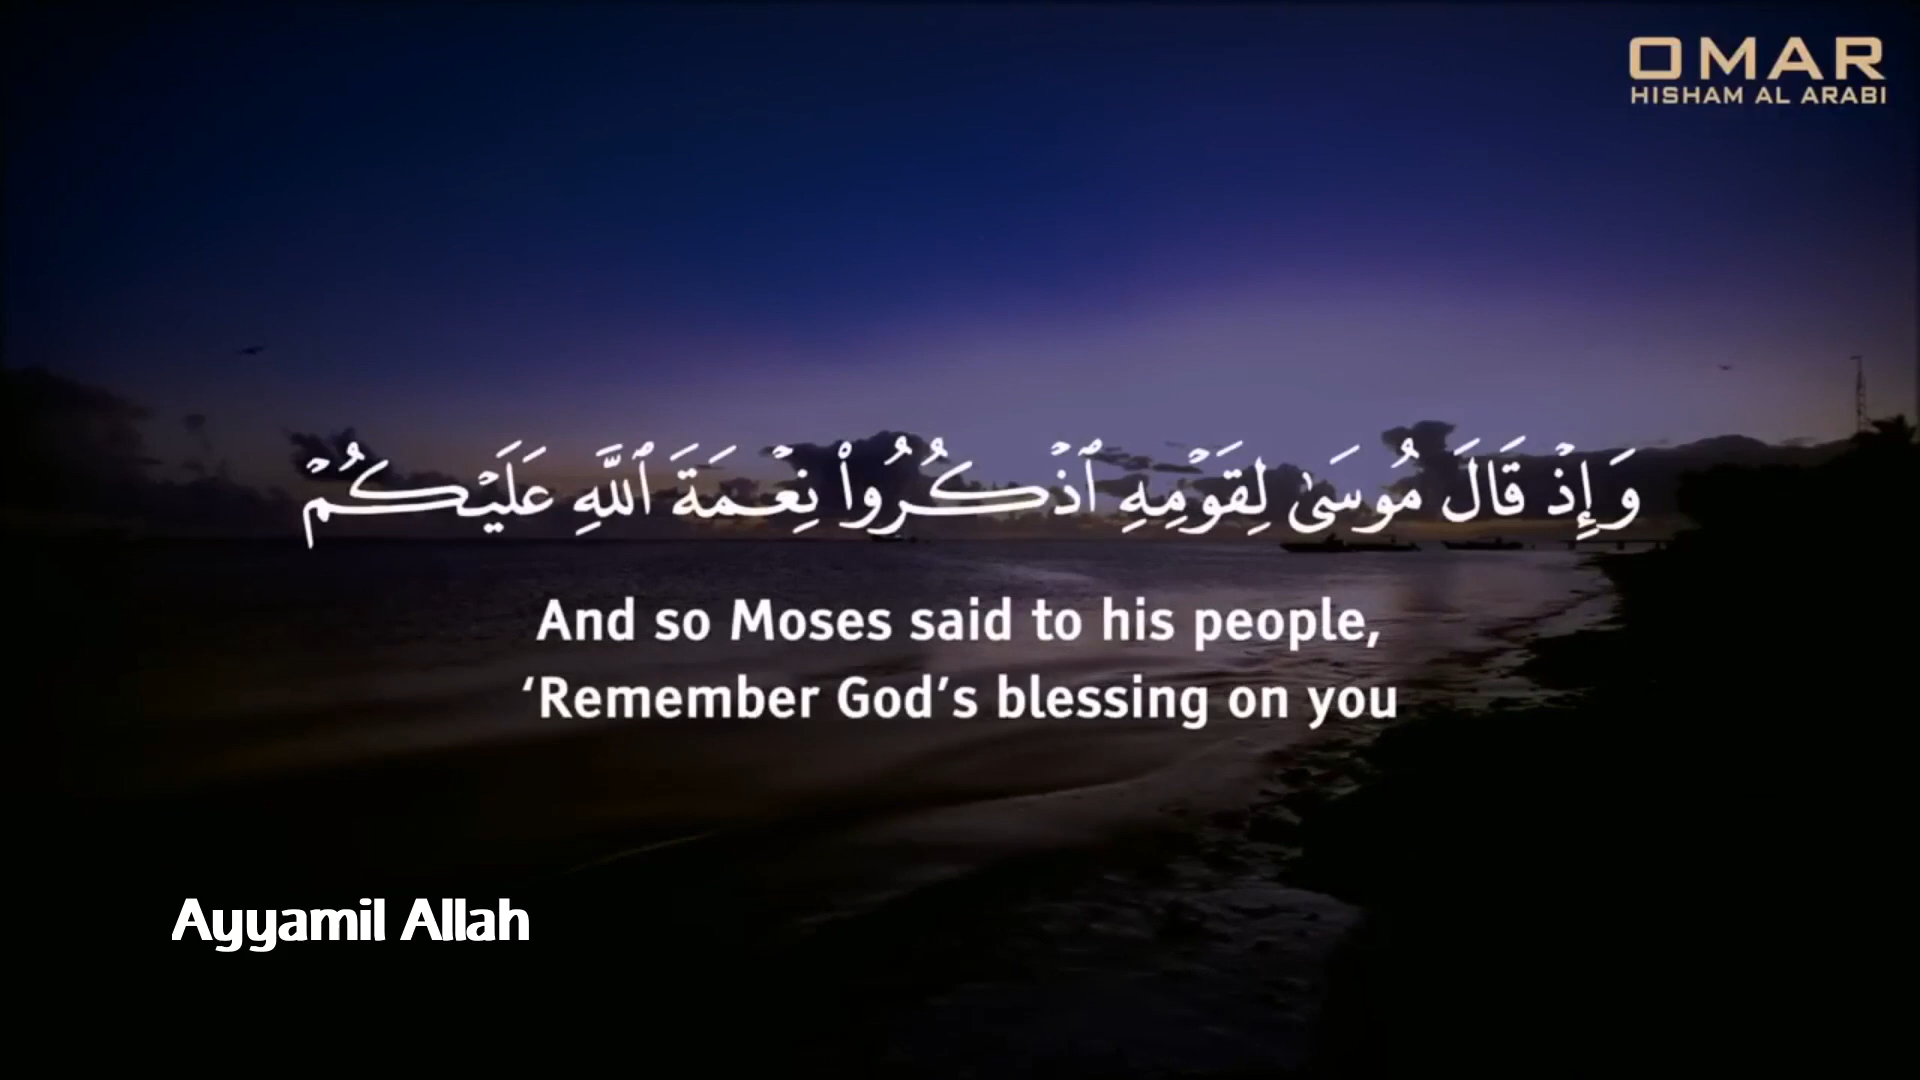 OMAR
HISHAM AL ARABI
وَإِذۡ قَالَ مُوسَىٰ لِقَوۡمِهِ ٱذۡكُرُواْ نِعۡمَةَ ٱللَّهِ عَلَيۡكُمۡ
And so Moses said to his people,
‘Remember God’s blessing on you
Ayyamil Allah